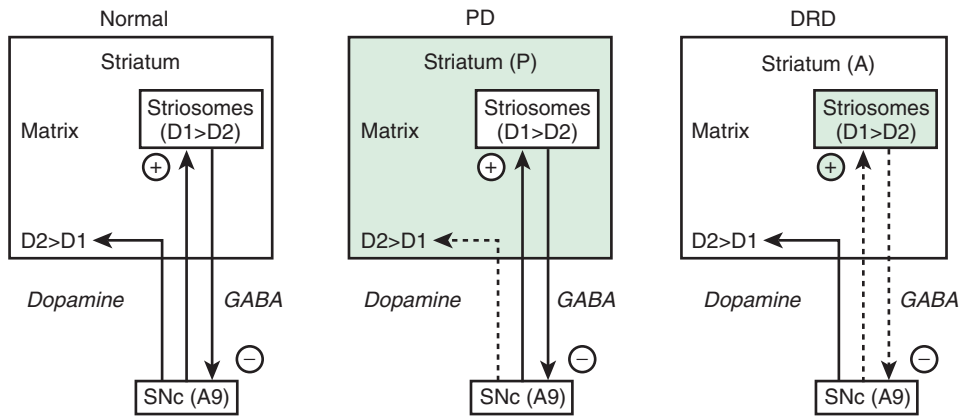 Normal
Striatum
Striosomes
(D1>D2)
Matrix
+
D2>D1
Dopamine
GABA
−
SNc (A9)
PD
Striatum (P)
Striosomes
(D1>D2)
Matrix
+
D2>D1
Dopamine
GABA
−
SNc (A9)
DRD
Striatum (A)
Striosomes
(D1>D2)
Matrix
+
D2>D1
Dopamine
GABA
−
SNc (A9)